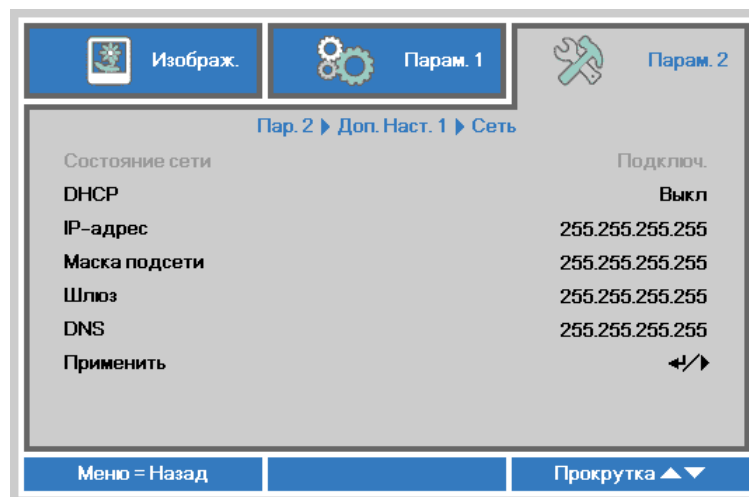 Изображ. Парам. 1 Парам. 2
Пар. 2 ▶ Доп. Наст. 1 ▶ Сеть
Состояние сети Подключ.
DHCP Выкл
IP-адрес 255.255.255.255
Маска подсети 255.255.255.255
Шлюз 255.255.255.255
DNS 255.255.255.255
Применить ↵/▶
Меню = Назад Прокрутка ▲▼